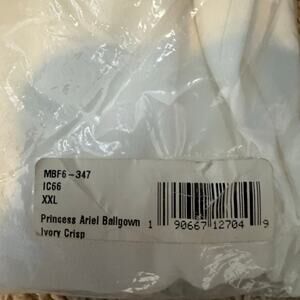 MBF6-347
IC66
XXL
Princess Ariel Ballgown
Ivory Crisp
1 90667 12704 9